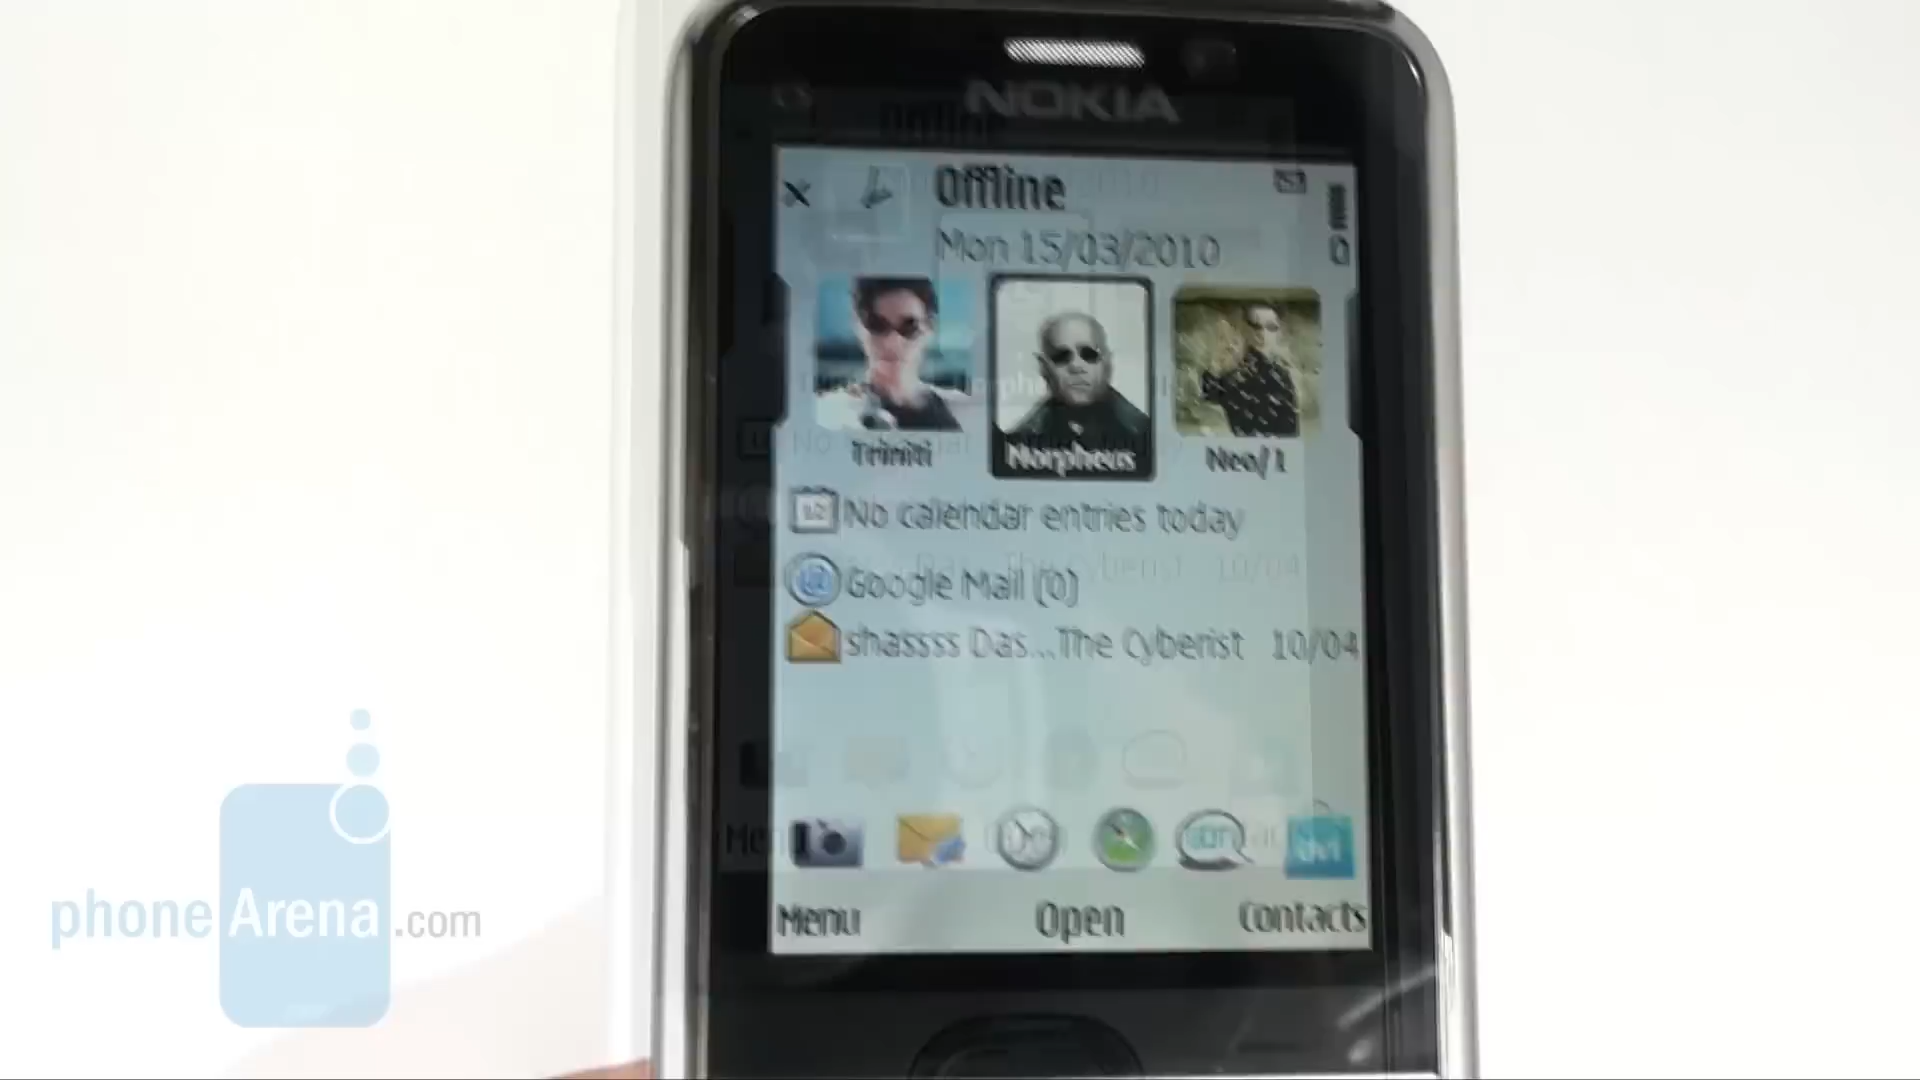 NOKIA
Offline
Mon 15/03/2010
Triniti Morpheus Neo/1
No calendar entries today
Google Mail (0)
shassss Das...The Cyberist 10/04
ovi
Menu Open Contacts
phoneArena.com